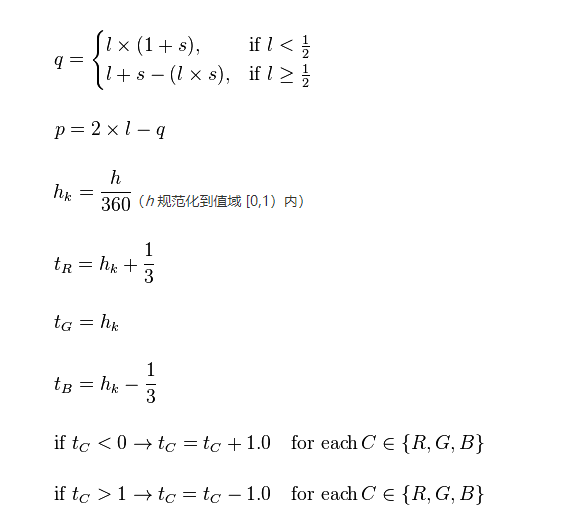 q = { l × (1 + s), if l < 1/2
l + s − (l × s), if l ≥ 1/2
p = 2 × l − q
h_k = h/360 (h 规范化到值域 [0,1）内）
t_R = h_k + 1/3
t_G = h_k
t_B = h_k − 1/3
if t_C < 0 → t_C = t_C + 1.0 for each C ∈ {R, G, B}
if t_C > 1 → t_C = t_C − 1.0 for each C ∈ {R, G, B}